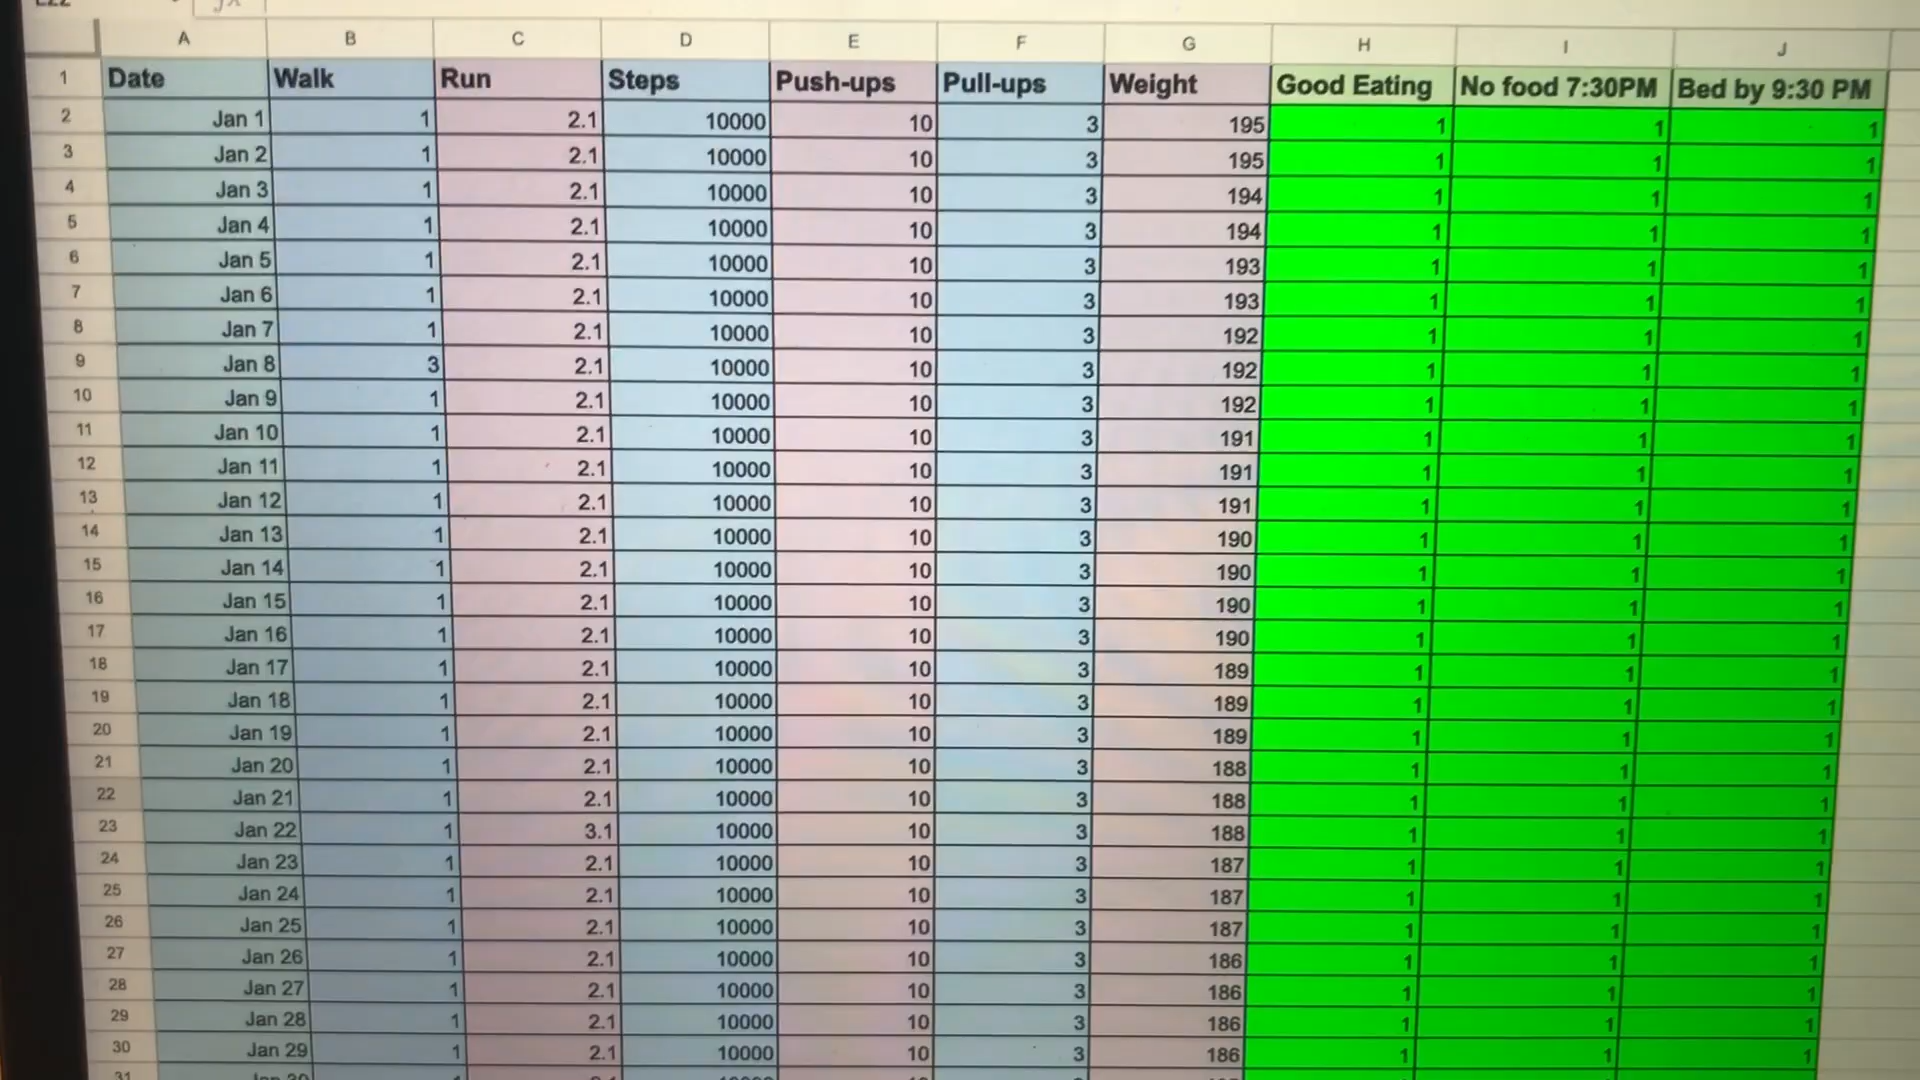 A B C D E F G H I J
1 Date Walk Run Steps Push-ups Pull-ups Weight Good Eating No food 7:30PM Bed by 9:30 PM
2 Jan 1 1 2.1 10000 10 3 195 1 1 1
3 Jan 2 1 2.1 10000 10 3 195 1 1 1
4 Jan 3 1 2.1 10000 10 3 194 1 1 1
5 Jan 4 1 2.1 10000 10 3 194 1 1 1
6 Jan 5 1 2.1 10000 10 3 193 1 1 1
7 Jan 6 1 2.1 10000 10 3 193 1 1 1
8 Jan 7 1 2.1 10000 10 3 192 1 1 1
9 Jan 8 3 2.1 10000 10 3 192 1 1 1
10 Jan 9 1 2.1 10000 10 3 192 1 1 1
11 Jan 10 1 2.1 10000 10 3 191 1 1 1
12 Jan 11 1 2.1 10000 10 3 191 1 1 1
13 Jan 12 1 2.1 10000 10 3 191 1 1 1
14 Jan 13 1 2.1 10000 10 3 190 1 1 1
15 Jan 14 1 2.1 10000 10 3 190 1 1 1
16 Jan 15 1 2.1 10000 10 3 190 1 1 1
17 Jan 16 1 2.1 10000 10 3 190 1 1 1
18 Jan 17 1 2.1 10000 10 3 189 1 1 1
19 Jan 18 1 2.1 10000 10 3 189 1 1 1
20 Jan 19 1 2.1 10000 10 3 189 1 1 1
21 Jan 20 1 2.1 10000 10 3 188 1 1 1
22 Jan 21 1 2.1 10000 10 3 188 1 1 1
23 Jan 22 1 3.1 10000 10 3 188 1 1 1
24 Jan 23 1 2.1 10000 10 3 187 1 1 1
25 Jan 24 1 2.1 10000 10 3 187 1 1 1
26 Jan 25 1 2.1 10000 10 3 187 1 1 1
27 Jan 26 1 2.1 10000 10 3 186 1 1 1
28 Jan 27 1 2.1 10000 10 3 186 1 1 1
29 Jan 28 1 2.1 10000 10 3 186 1 1 1
30 Jan 29 1 2.1 10000 10 3 186 1 1 1
31